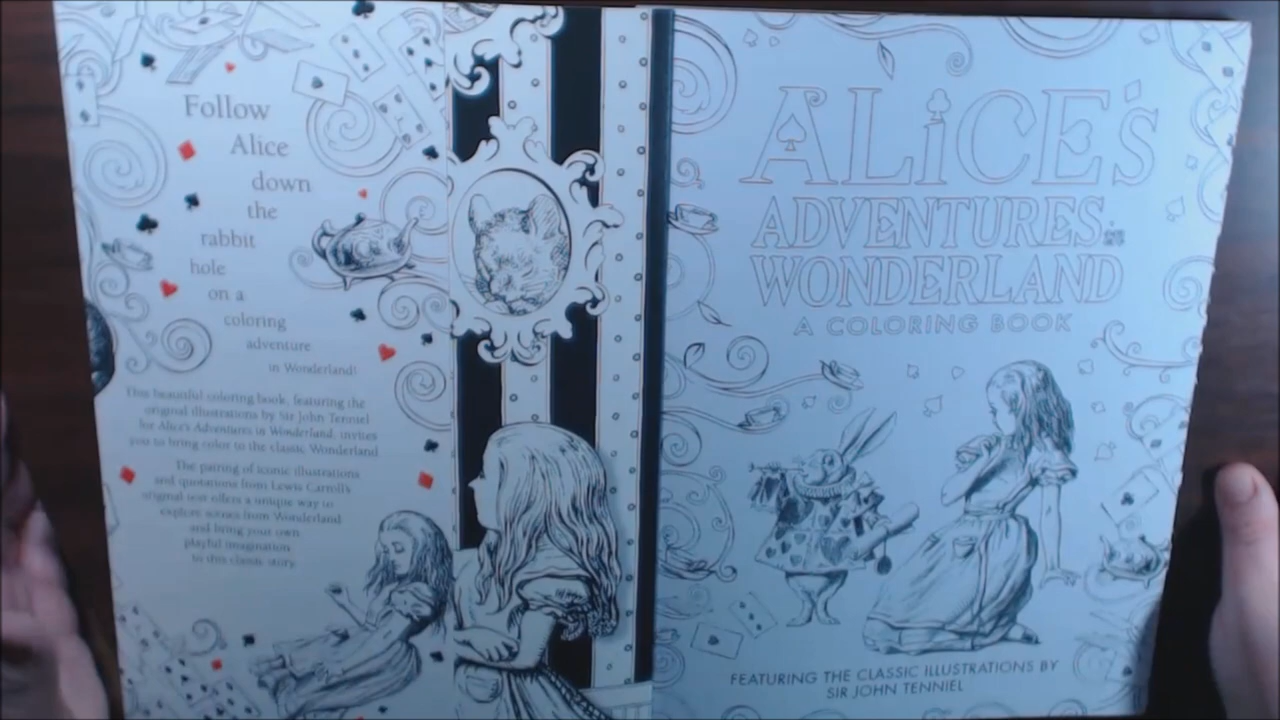 Follow
Alice
down
the
rabbit
hole
on a
coloring
adventure
in Wonderland!
This beautiful coloring book, featuring the
original illustrations by Sir John Tenniel
for Alice's Adventures in Wonderland, invites
you to bring color to the classic Wonderland.
The pairing of iconic illustrations
and quotations from Lewis Carroll's
original text offers a unique way to
explore scenes from Wonderland
and bring your own
playful imagination
to this classic story.
ALiCE's
ADVENTURES IN
WONDERLAND
A COLORING BOOK
FEATURING THE CLASSIC ILLUSTRATIONS BY
SIR JOHN TENNIEL